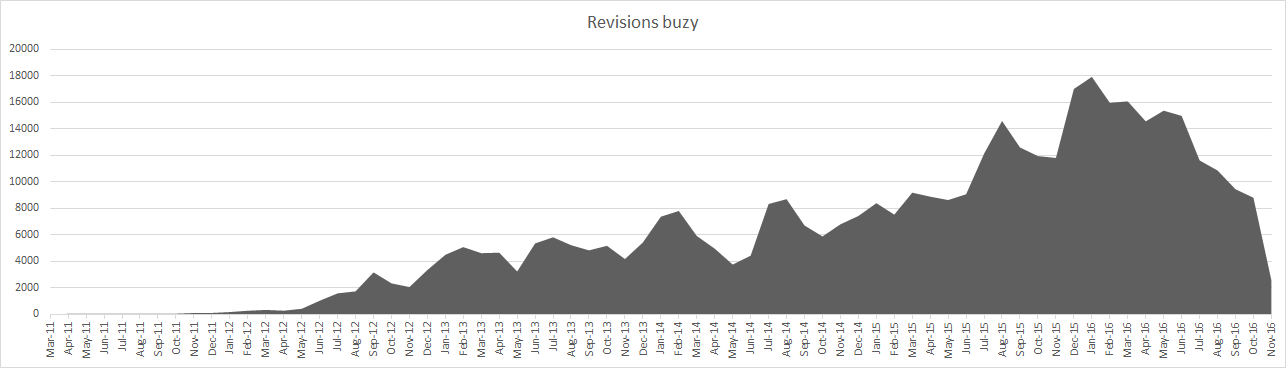 Revisions buzy
20000
18000
16000
14000
12000
10000
8000
6000
4000
2000
0
Mar-11
Apr-11
May-11
Jun-11
Jul-11
Aug-11
Sep-11
Oct-11
Nov-11
Dec-11
Jan-12
Feb-12
Mar-12
Apr-12
May-12
Jun-12
Jul-12
Aug-12
Sep-12
Oct-12
Nov-12
Dec-12
Jan-13
Feb-13
Mar-13
Apr-13
May-13
Jun-13
Jul-13
Aug-13
Sep-13
Oct-13
Nov-13
Dec-13
Jan-14
Feb-14
Mar-14
Apr-14
May-14
Jun-14
Jul-14
Aug-14
Sep-14
Oct-14
Nov-14
Dec-14
Jan-15
Feb-15
Mar-15
Apr-15
May-15
Jun-15
Jul-15
Aug-15
Sep-15
Oct-15
Nov-15
Dec-15
Jan-16
Feb-16
Mar-16
Apr-16
May-16
Jun-16
Jul-16
Aug-16
Sep-16
Oct-16
Nov-16